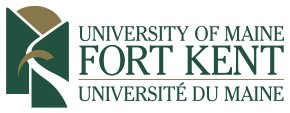 UNIVERSITY OF MAINE
FORT KENT
UNIVERSITÉ DU MAINE